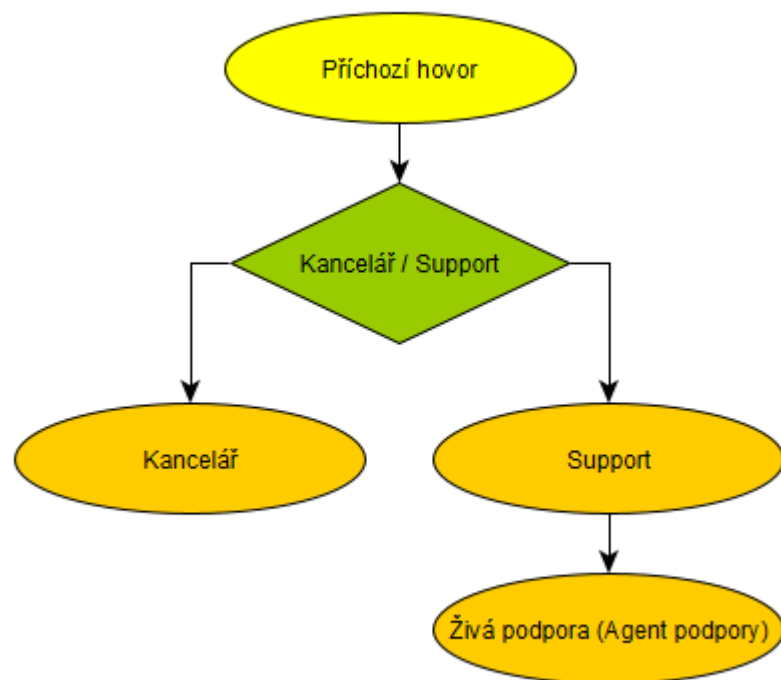 Příchozí hovor
Kancelář / Support
Kancelář
Support
Živá podpora (Agent podpory)